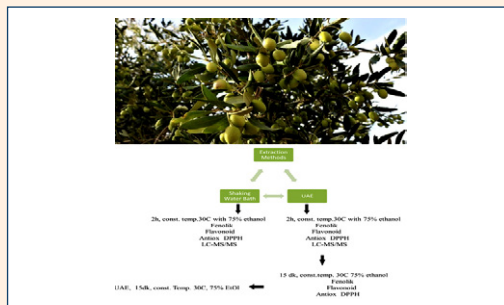 Extraction
Methods
Shaking
Water Bath
UAE
2h, const. temp.30C with 75% ethanol
Fenolik
Flavonoid
Antiox DPPH
LC-MS/MS
2h, const. temp.30C with 75% ethanol
Fenolik
Flavonoid
Antiox DPPH
LC-MS/MS
15 dk, const.temp. 30C 75% ethanol
Fenolik
Flavonoid
Antiox DPPH
UAE, 15dk, const. Temp. 30C, 75% EtOl